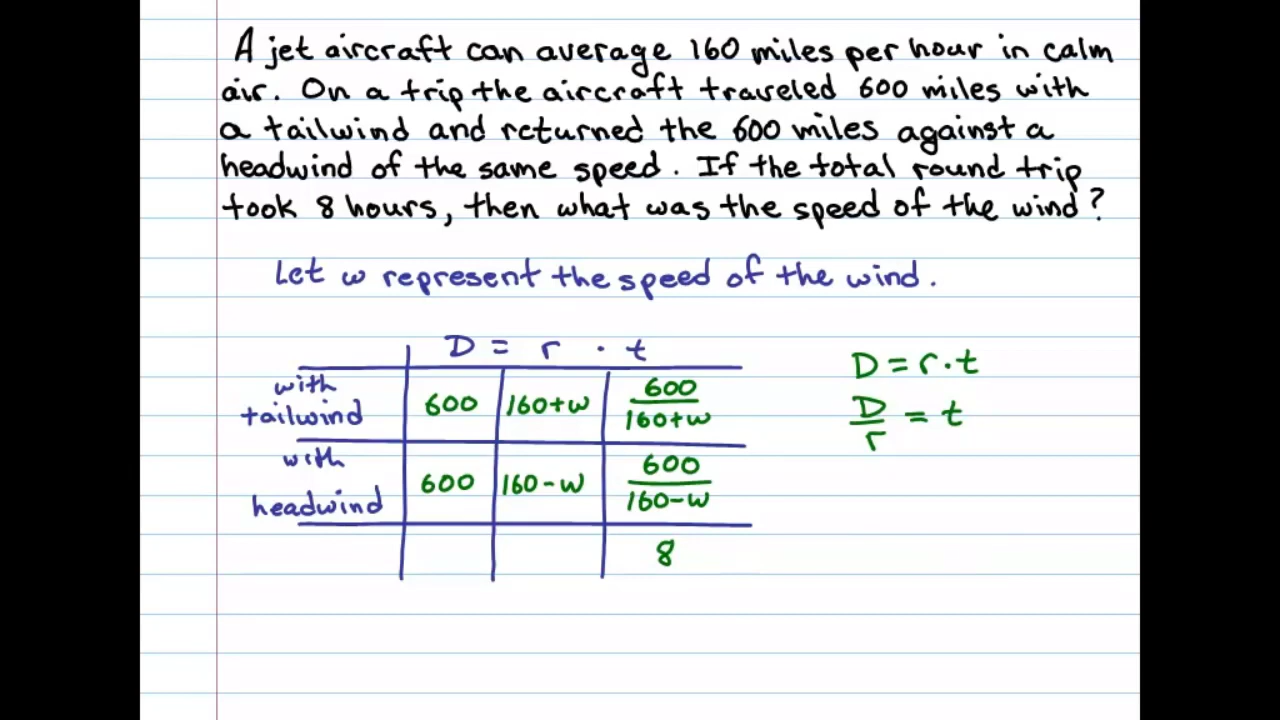 A jet aircraft can average 160 miles per hour in calm
air. On a trip the aircraft traveled 600 miles with
a tailwind and returned the 600 miles against a
headwind of the same speed. If the total round trip
took 8 hours, then what was the speed of the wind?
Let w represent the speed of the wind.
D = r · t
with tailwind 600 160+w 600/160+w
with headwind 600 160-w 600/160-w
8
D = r · t
D/r = t